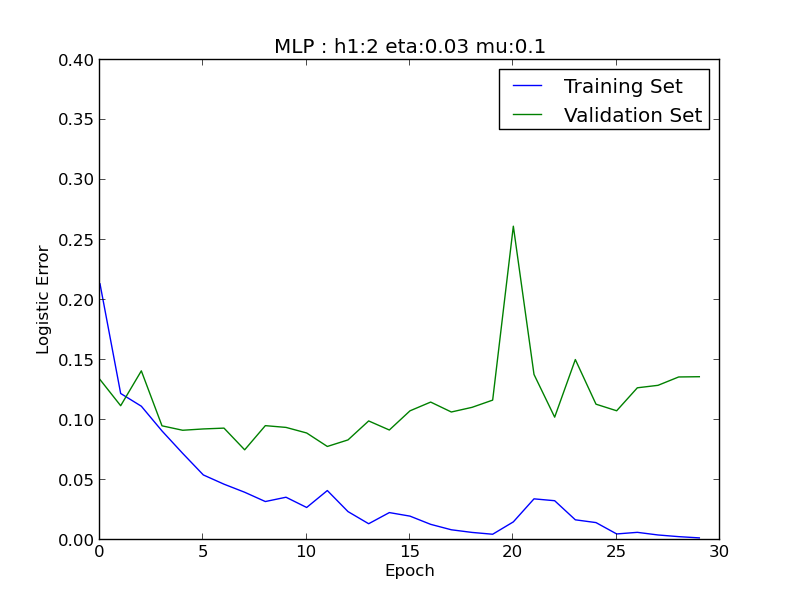 MLP : h1:2 eta:0.03 mu:0.1
Training Set
Validation Set
Logistic Error
0.40
0.35
0.30
0.25
0.20
0.15
0.10
0.05
0.00
0 5 10 15 20 25 30
Epoch